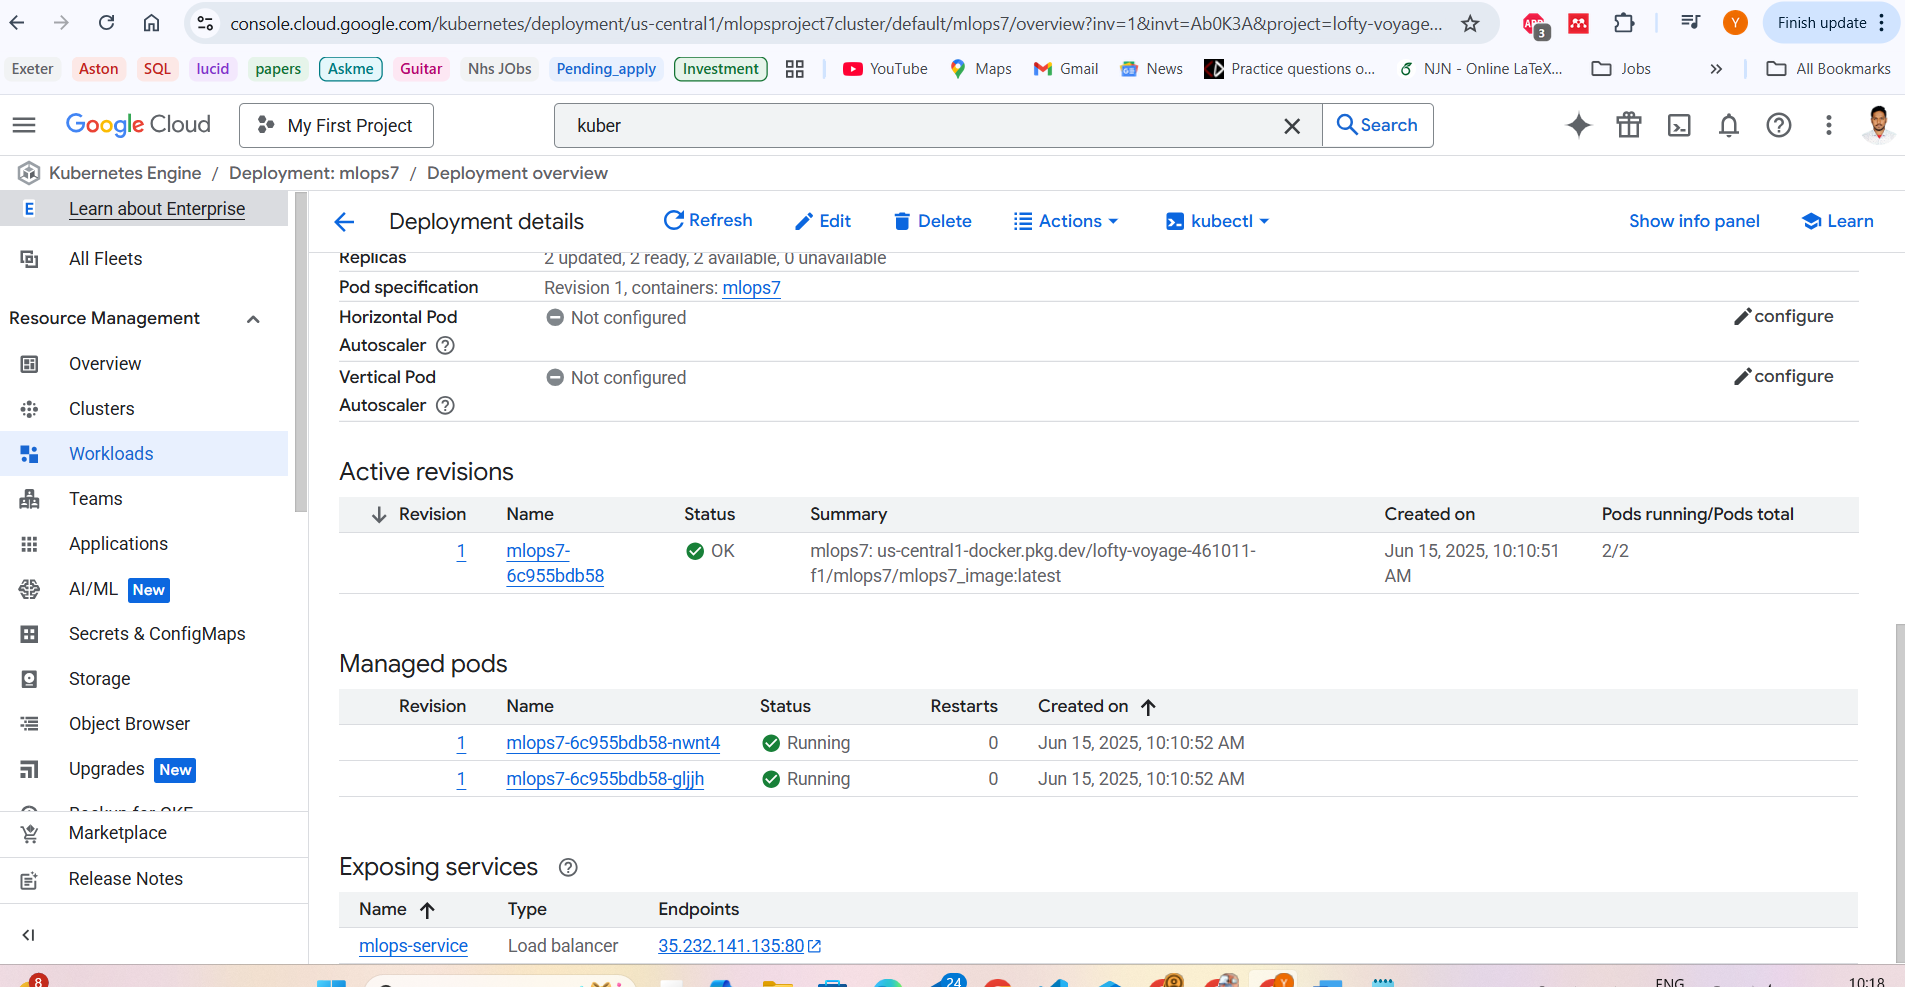 console.cloud.google.com/kubernetes/deployment/us-central1/mlopsproject7cluster/default/mlops7/overview?inv=1&invt=Ab0K3A&project=lofty-voyage...
3
Y
Finish update
Exeter Aston SQL lucid papers Askme Guitar Nhs JObs Pending_apply Investment YouTube Maps Gmail News Practice questions o... NJN - Online LaTeX... Jobs » All Bookmarks
Google Cloud My First Project kuber Search
Kubernetes Engine / Deployment: mlops7 / Deployment overview
E Learn about Enterprise
All Fleets
Resource Management
Overview
Clusters
Workloads
Teams
Applications
AI/ML New
Secrets & ConfigMaps
Storage
Object Browser
Upgrades New
Marketplace
Release Notes
Deployment details Refresh Edit Delete Actions kubectl Show info panel Learn
Replicas 2 updated, 2 ready, 2 available, 0 unavailable
Pod specification Revision 1, containers: mlops7
Horizontal Pod Autoscaler Not configured configure
Vertical Pod Autoscaler Not configured configure
Active revisions
Revision Name Status Summary Created on Pods running/Pods total
1 mlops7-6c955bdb58 OK mlops7: us-central1-docker.pkg.dev/lofty-voyage-461011-f1/mlops7/mlops7_image:latest Jun 15, 2025, 10:10:51 AM 2/2
Managed pods
Revision Name Status Restarts Created on
1 mlops7-6c955bdb58-nwnt4 Running 0 Jun 15, 2025, 10:10:52 AM
1 mlops7-6c955bdb58-gljjh Running 0 Jun 15, 2025, 10:10:52 AM
Exposing services
Name Type Endpoints
mlops-service Load balancer 35.232.141.135:80
8
24
Y
ENG
10:18